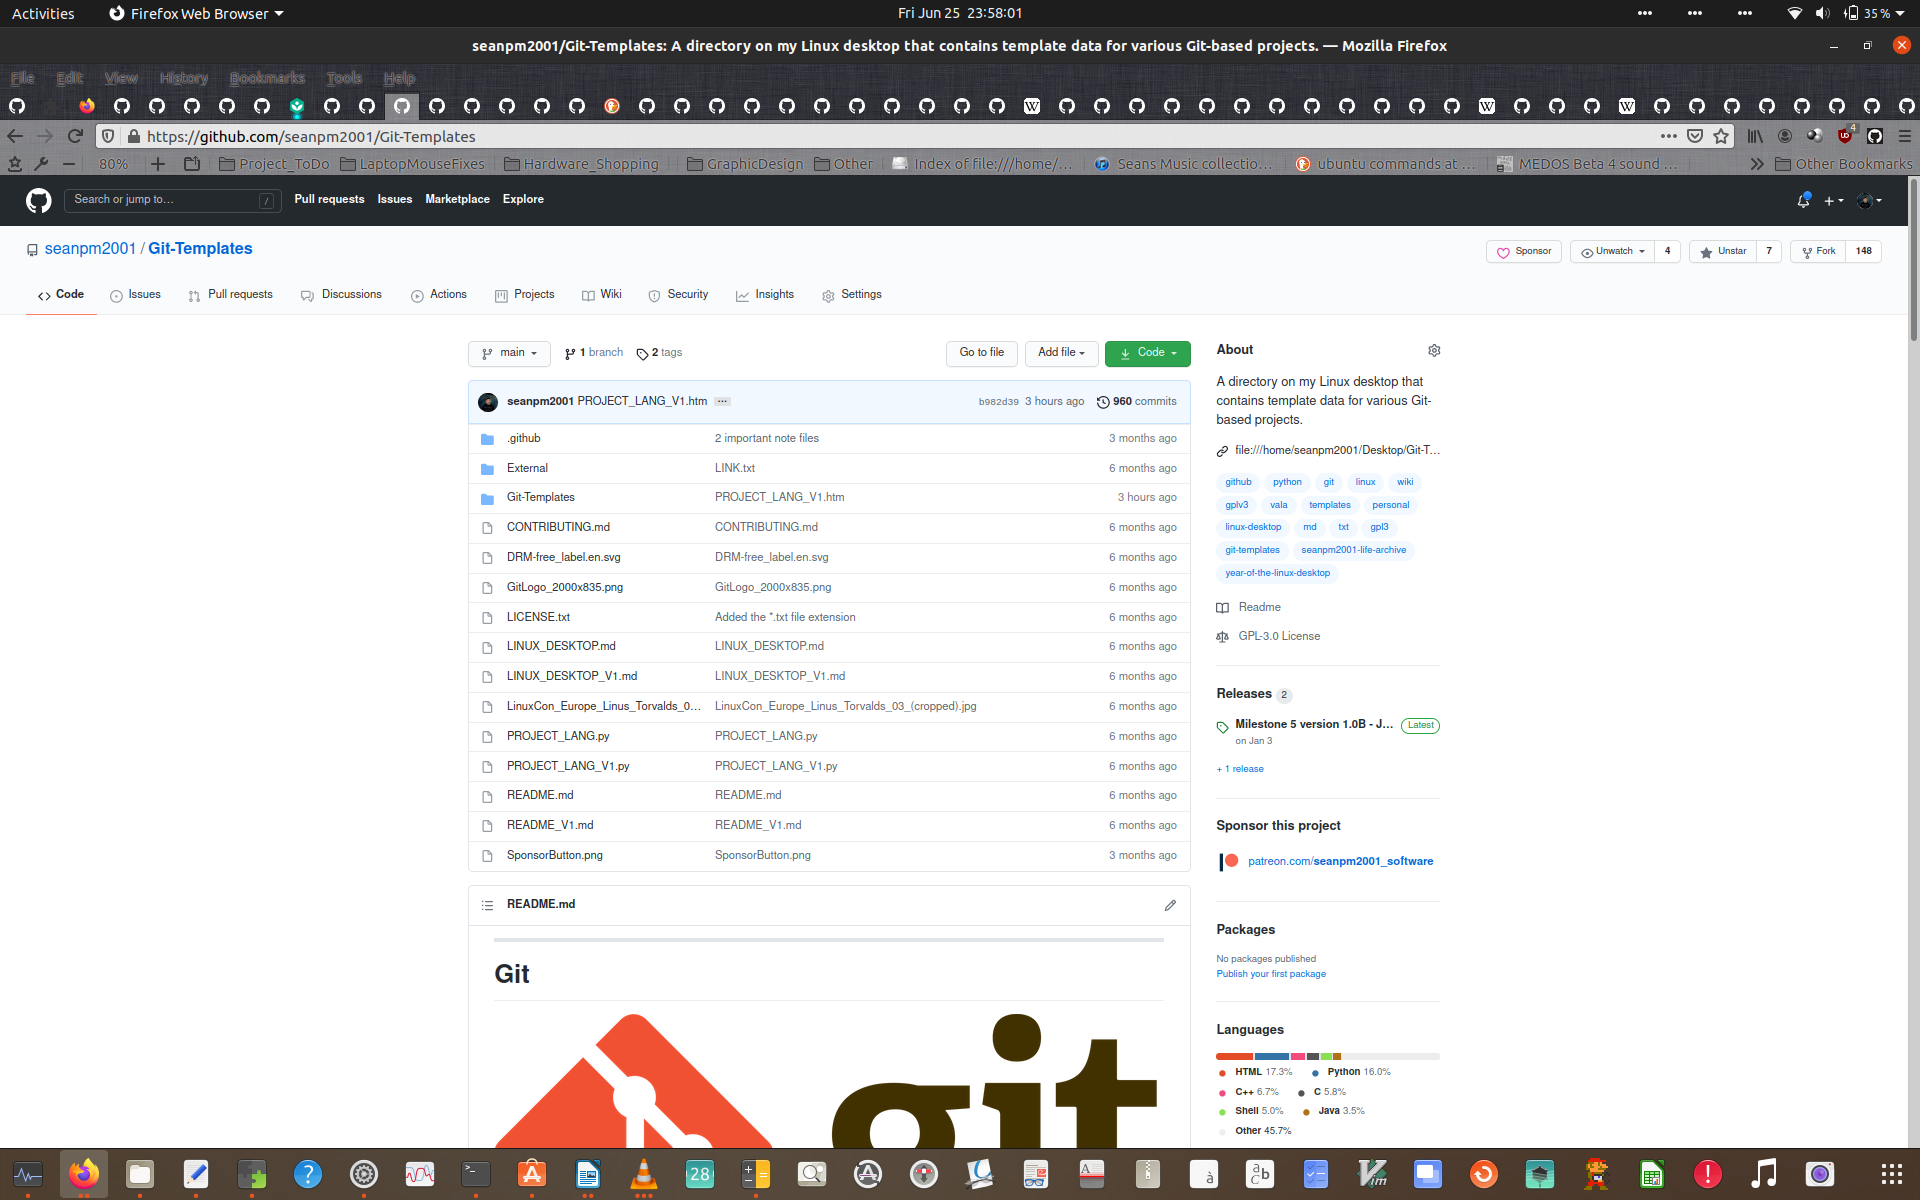 Activities Firefox Web Browser Fri Jun 25 23:58:01 35 %
seanpm2001/Git-Templates: A directory on my Linux desktop that contains template data for various Git-based projects. — Mozilla Firefox
File Edit View History Bookmarks Tools Help
https://github.com/seanpm2001/Git-Templates 4
80% Project_ToDo LaptopMouseFixes Hardware_Shopping GraphicDesign Other Index of file:///home/... Seans Music collectio... ubuntu commands at ... MEDOS Beta 4 sound ... Other Bookmarks
Search or jump to... / Pull requests Issues Marketplace Explore
seanpm2001 / Git-Templates Sponsor Unwatch 4 Unstar 7 Fork 148
Code Issues Pull requests Discussions Actions Projects Wiki Security Insights Settings
main 1 branch 2 tags Go to file Add file Code
seanpm2001 PROJECT_LANG_V1.htm ... b982d39 3 hours ago 960 commits
.github 2 important note files 3 months ago
External LINK.txt 6 months ago
Git-Templates PROJECT_LANG_V1.htm 3 hours ago
CONTRIBUTING.md CONTRIBUTING.md 6 months ago
DRM-free_label.en.svg DRM-free_label.en.svg 6 months ago
GitLogo_2000x835.png GitLogo_2000x835.png 6 months ago
LICENSE.txt Added the *.txt file extension 6 months ago
LINUX_DESKTOP.md LINUX_DESKTOP.md 6 months ago
LINUX_DESKTOP_V1.md LINUX_DESKTOP_V1.md 6 months ago
LinuxCon_Europe_Linus_Torvalds_0... LinuxCon_Europe_Linus_Torvalds_03_(cropped).jpg 6 months ago
PROJECT_LANG.py PROJECT_LANG.py 6 months ago
PROJECT_LANG_V1.py PROJECT_LANG_V1.py 6 months ago
README.md README.md 6 months ago
README_V1.md README_V1.md 6 months ago
SponsorButton.png SponsorButton.png 3 months ago
README.md
Git
git
About
A directory on my Linux desktop that
contains template data for various Git-
based projects.
file:///home/seanpm2001/Desktop/Git-T...
github python git linux wiki
gplv3 vala templates personal
linux-desktop md txt gpl3
git-templates seanpm2001-life-archive
year-of-the-linux-desktop
Readme
GPL-3.0 License
Releases 2
Milestone 5 version 1.0B - J... Latest
on Jan 3
+ 1 release
Sponsor this project
patreon.com/seanpm2001_software
Packages
No packages published
Publish your first package
Languages
HTML 17.3% Python 16.0%
C++ 6.7% C 5.8%
Shell 5.0% Java 3.5%
Other 45.7%
28